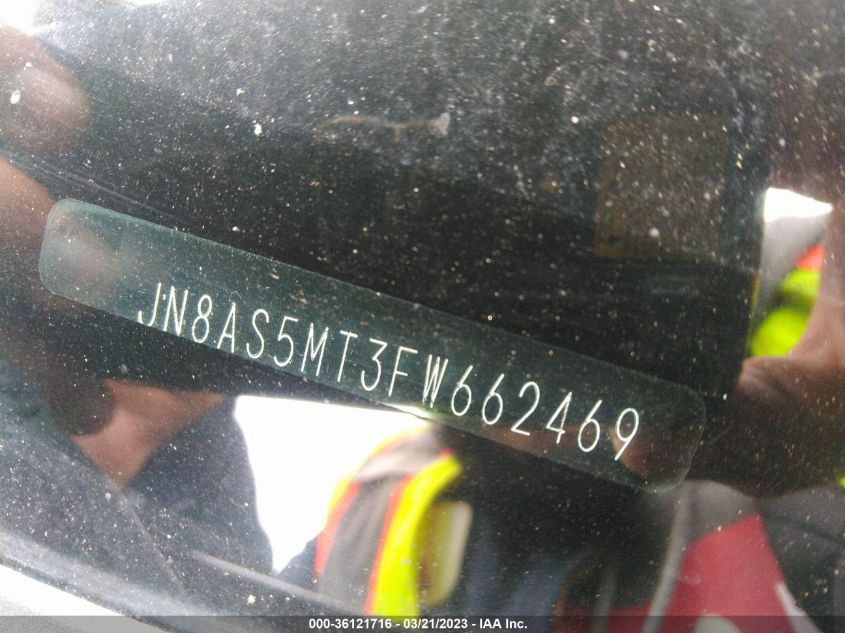 JN8AS5MT3FW662469
000-36121716 - 03/21/2023 - IAA Inc.